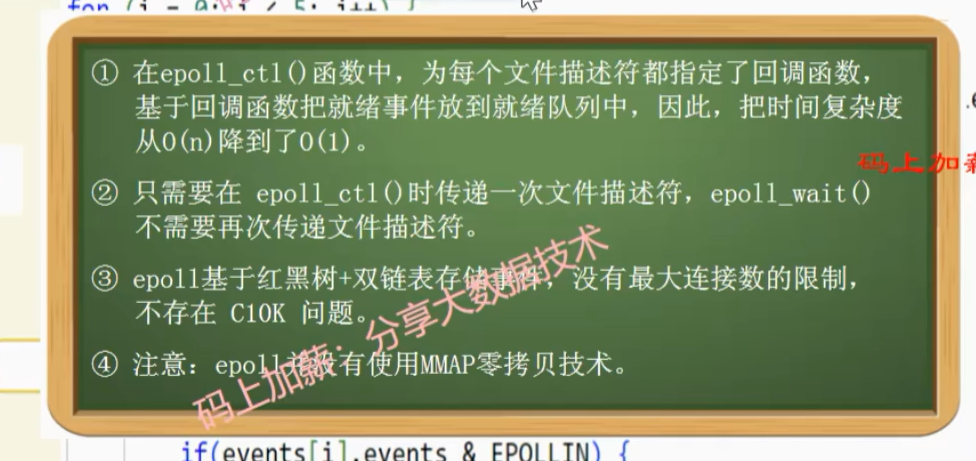 for (i = 0; i < 5; i++) {
① 在epoll_ctl()函数中，为每个文件描述符都指定了回调函数，
基于回调函数把就绪事件放到就绪队列中，因此，把时间复杂度
从O(n)降到了O(1)。
码上加薪
② 只需要在 epoll_ctl()时传递一次文件描述符，epoll_wait()
不需要再次传递文件描述符。
③ epoll基于红黑树+双链表存储事件，没有最大连接数的限制，
不存在 C10K 问题。
④ 注意：epoll并没有使用MMAP零拷贝技术。
码上加薪：分享大数据技术
if(events[i].events & EPOLLIN) {